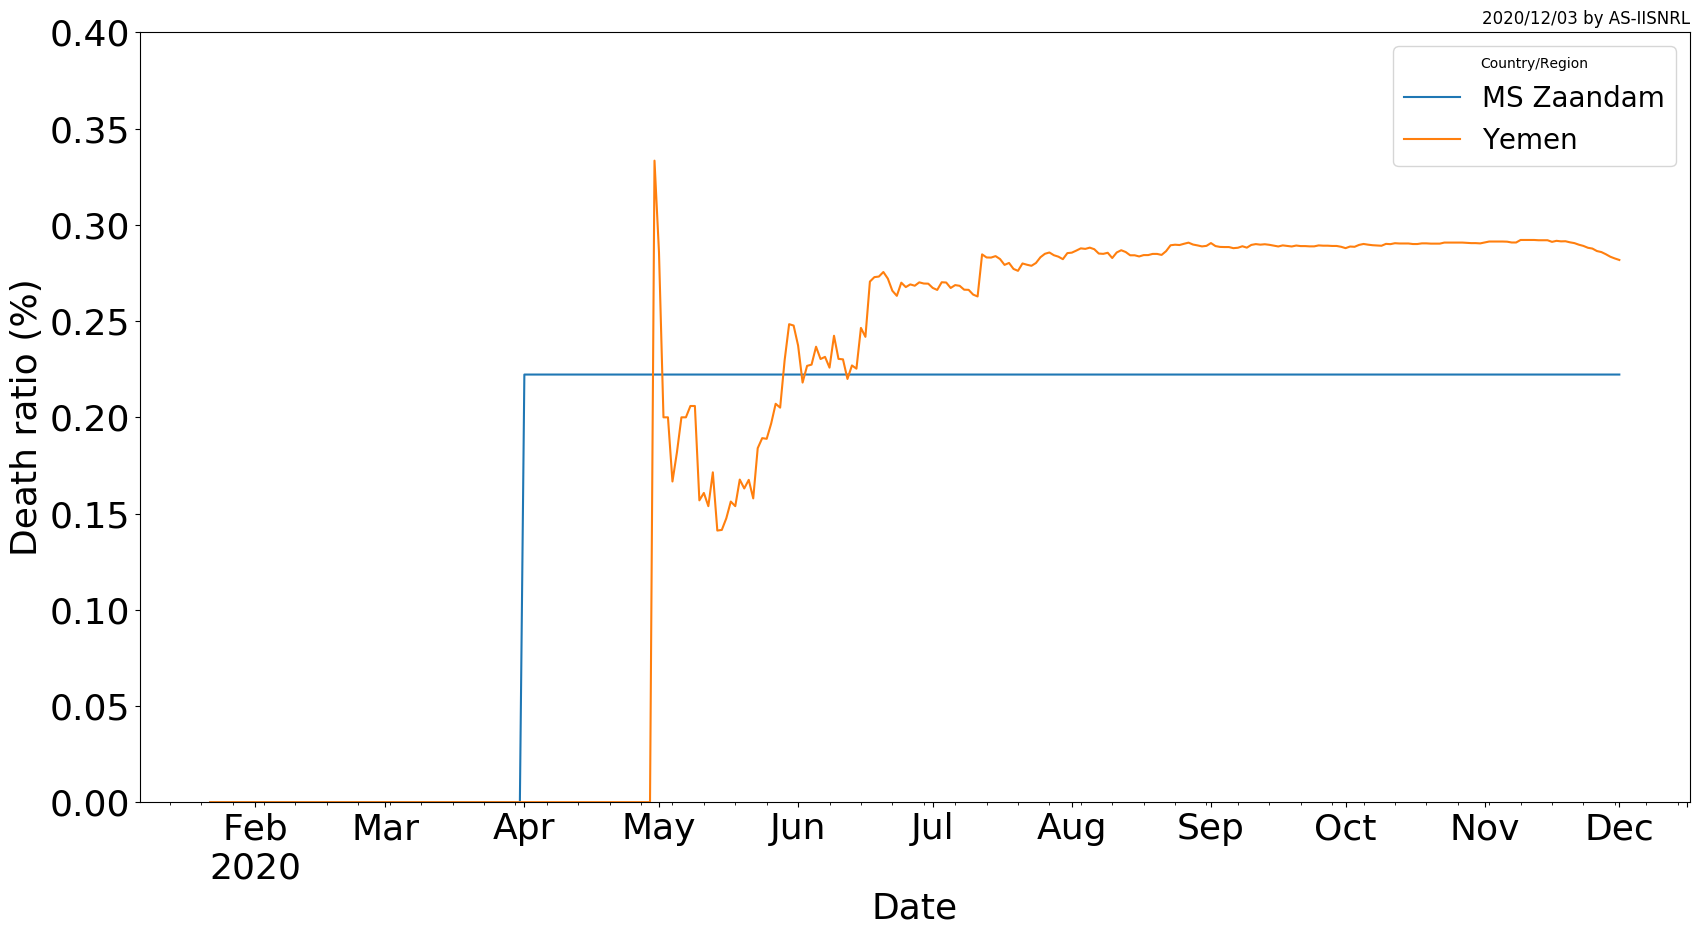 2020/12/03 by AS-IISNRL
0.40
0.35
0.30
0.25
0.20
0.15
0.10
0.05
0.00
Death ratio (%)
Country/Region
MS Zaandam
Yemen
Feb Mar Apr May Jun Jul Aug Sep Oct Nov Dec
2020
Date